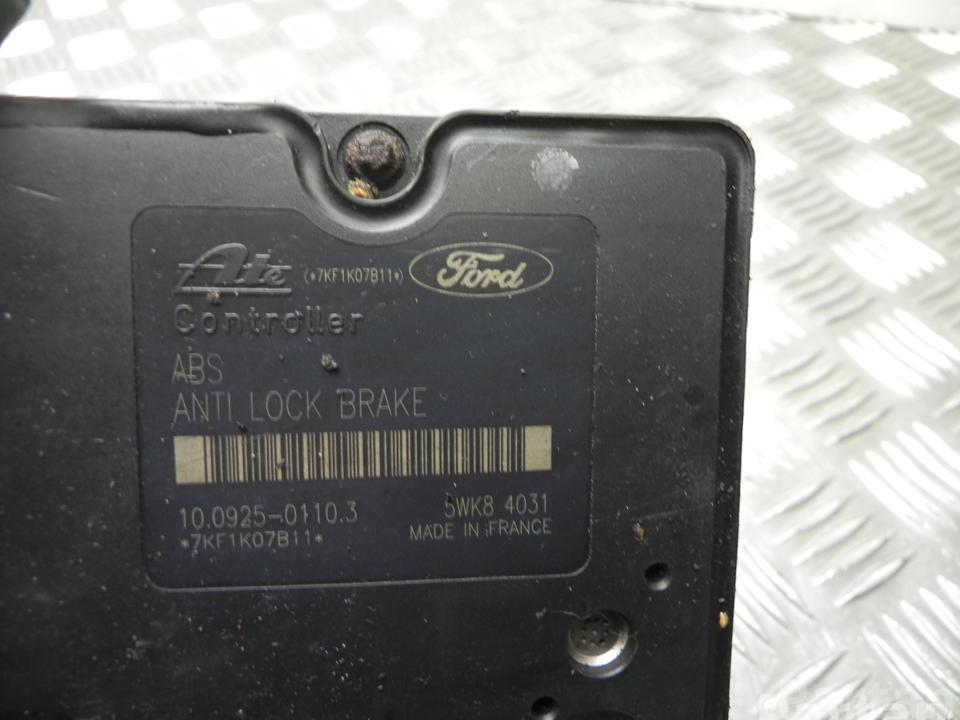 Ate (*7KF1K07B11*) Ford
Controller
ABS
ANTI LOCK BRAKE
10.0925-0110.3 5WK8 4031
*7KF1K07B11* MADE IN FRANCE